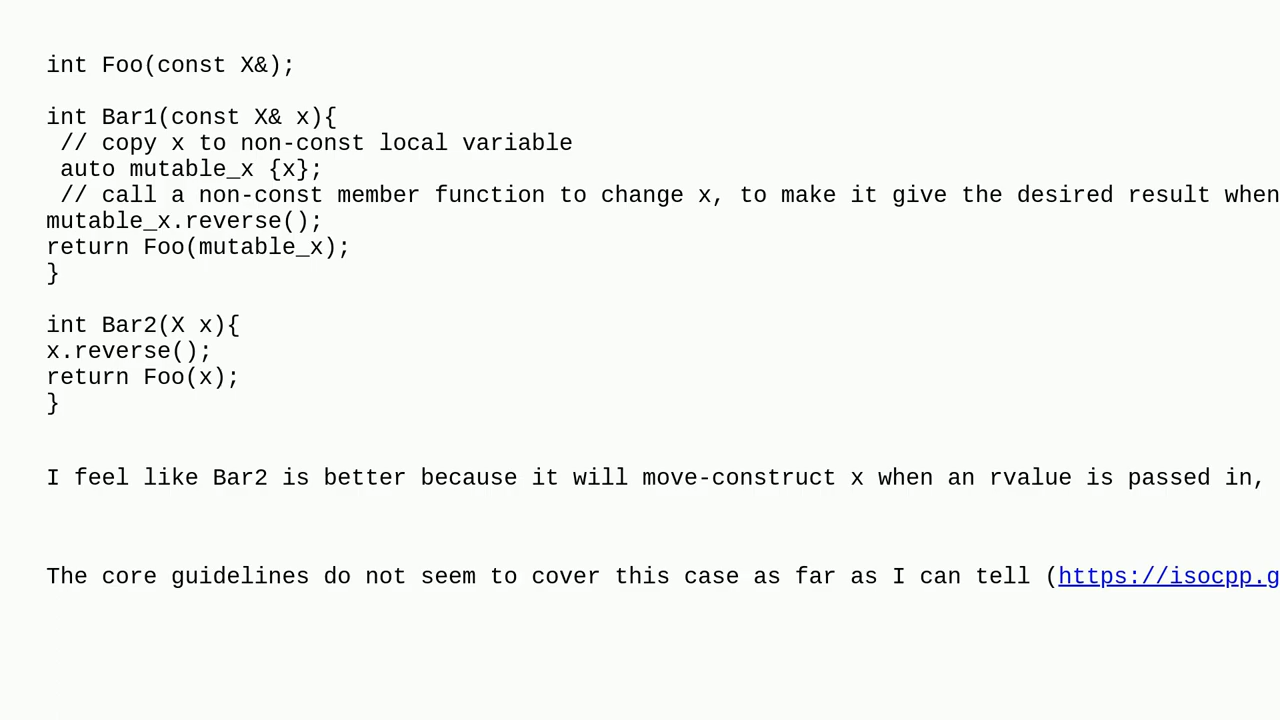 int Foo(const X&);
int Bar1(const X& x){
// copy x to non-const local variable
auto mutable_x {x};
// call a non-const member function to change x, to make it give the desired result when
mutable_x.reverse();
return Foo(mutable_x);
}
int Bar2(X x){
x.reverse();
return Foo(x);
}
I feel like Bar2 is better because it will move-construct x when an rvalue is passed in,
The core guidelines do not seem to cover this case as far as I can tell (https://isocpp.g